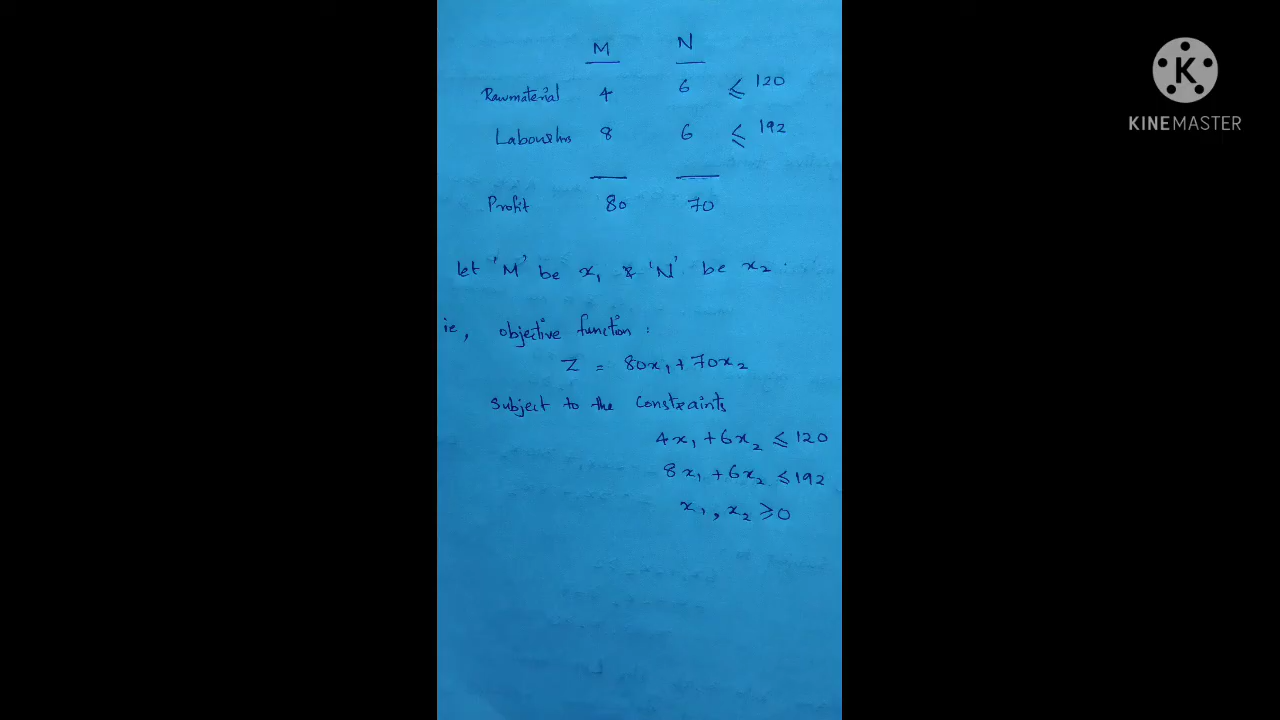 M N
Rawmaterial 4 6 ≤ 120
Labourhrs 8 6 ≤ 192
Profit 80 70
let 'M' be x₁ & 'N' be x₂.
ie, objective function :
Z = 80x₁ + 70x₂
Subject to the Constraints
4x₁ + 6x₂ ≤ 120
8x₁ + 6x₂ ≤ 192
x₁, x₂ ≥ 0
K
KINEMASTER